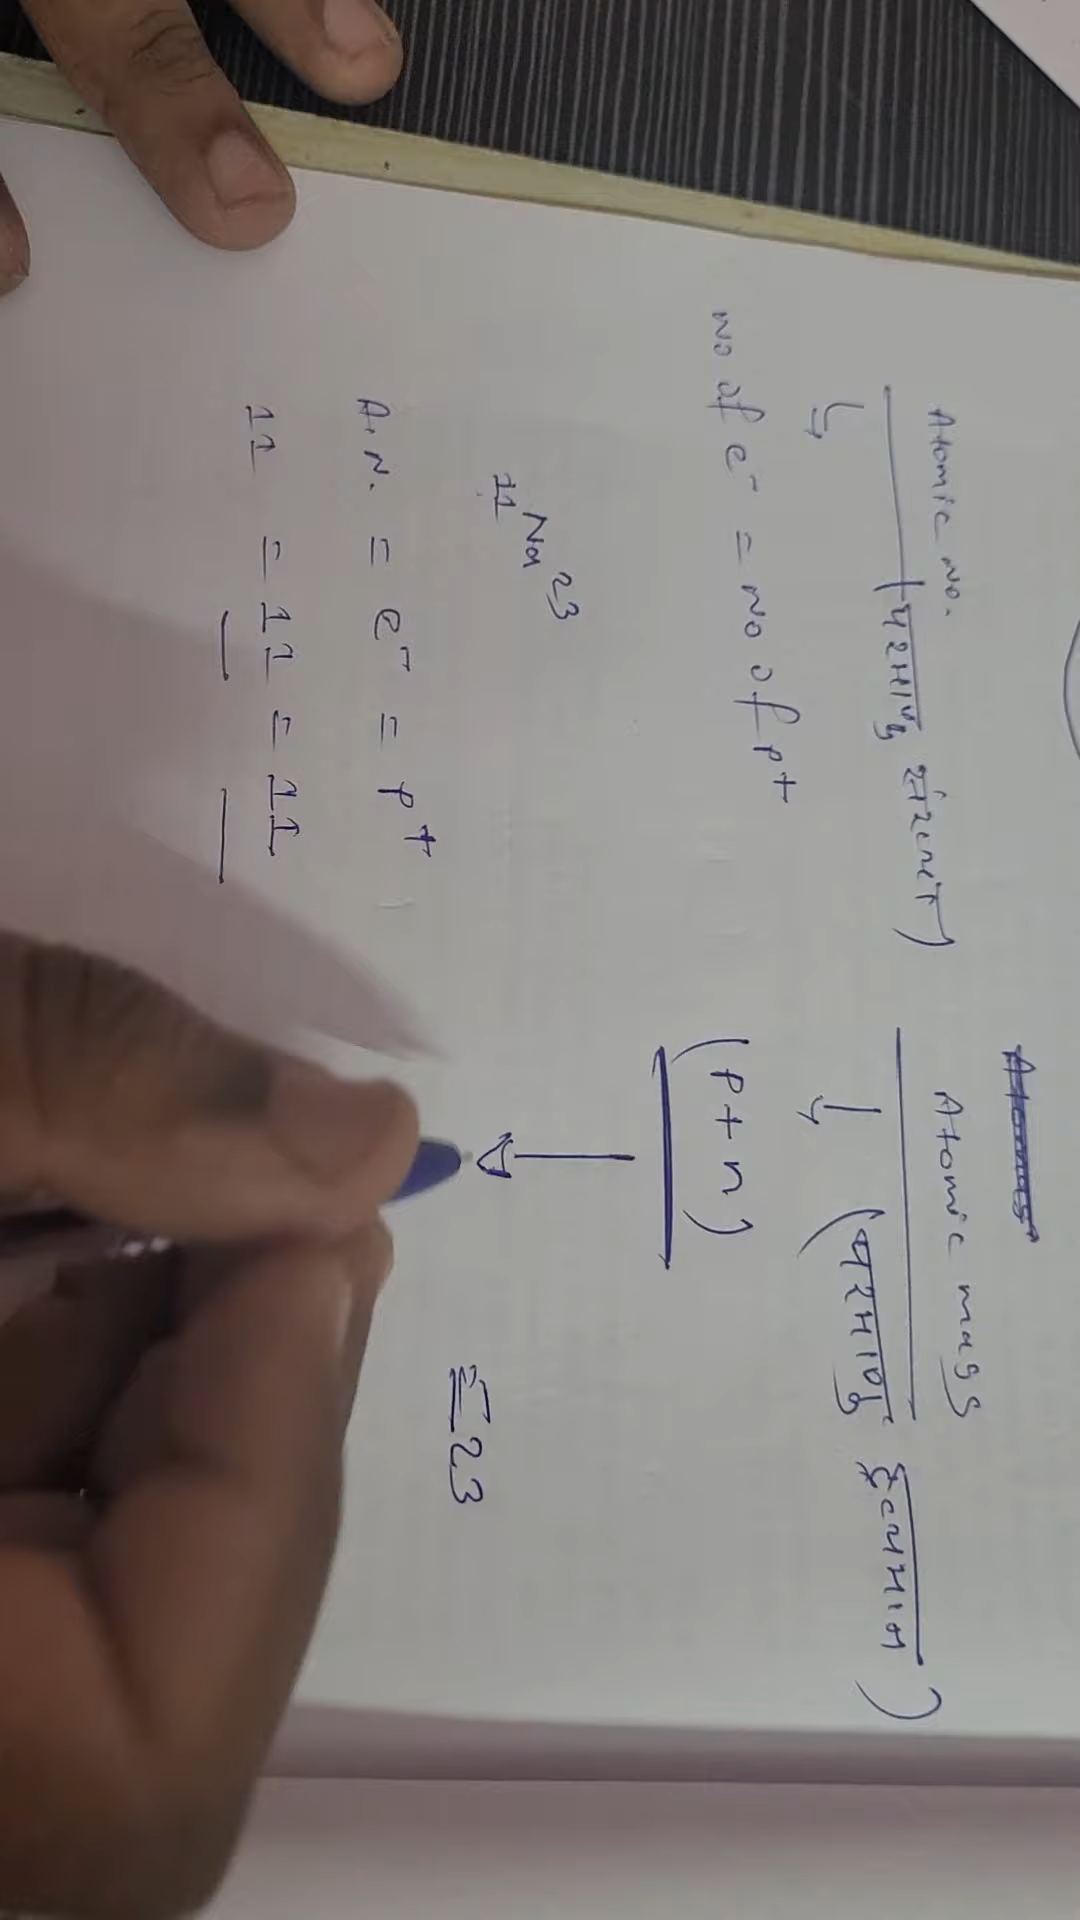 Atomic no.
(परमाणु संख्या)
↳
no of e⁻ = no of p⁺
₁₁Na²³
A.N. = e⁻ = p⁺
11 = 11 = 11
Atomic mass
↳ (परमाणु द्रव्यमान)
(p + n)
= 23